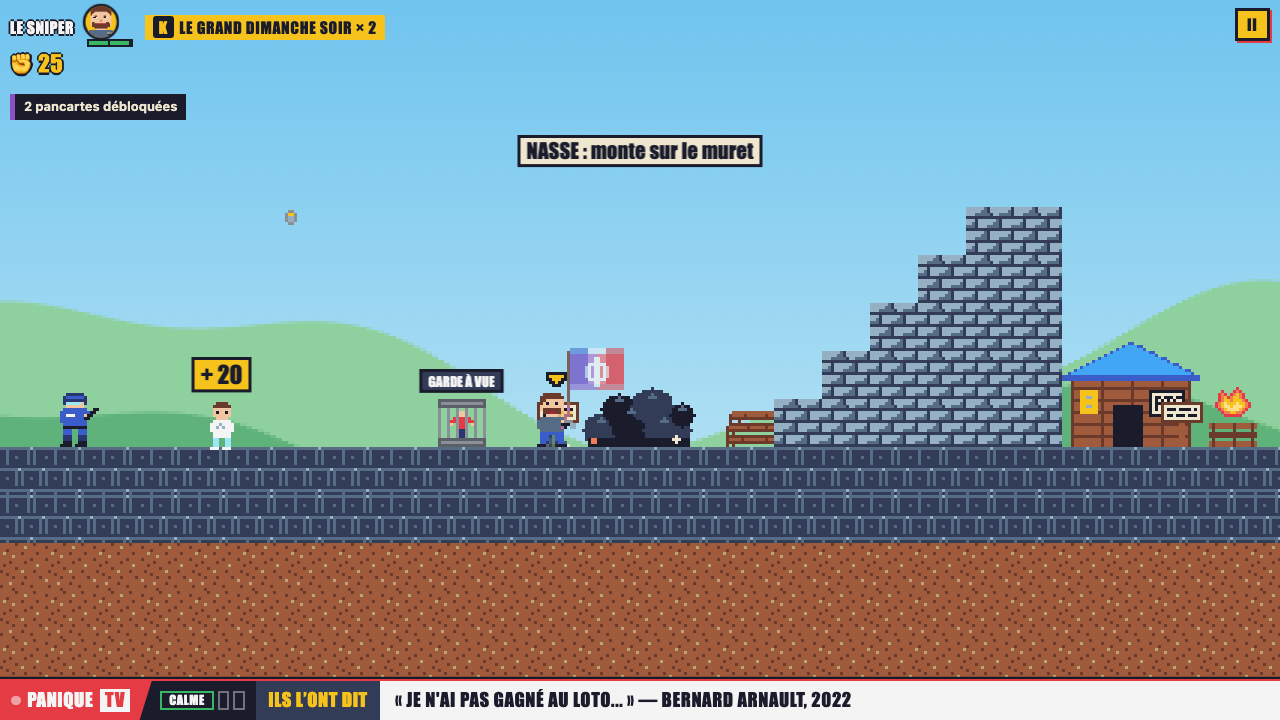 LE SNIPER
K LE GRAND DIMANCHE SOIR × 2
25
2 pancartes débloquées
NASSE : monte sur le muret
+ 20
GARDE À VUE
PANIQUE TV
CALME
ILS L'ONT DIT
« JE N'AI PAS GAGNÉ AU LOTO... » — BERNARD ARNAULT, 2022